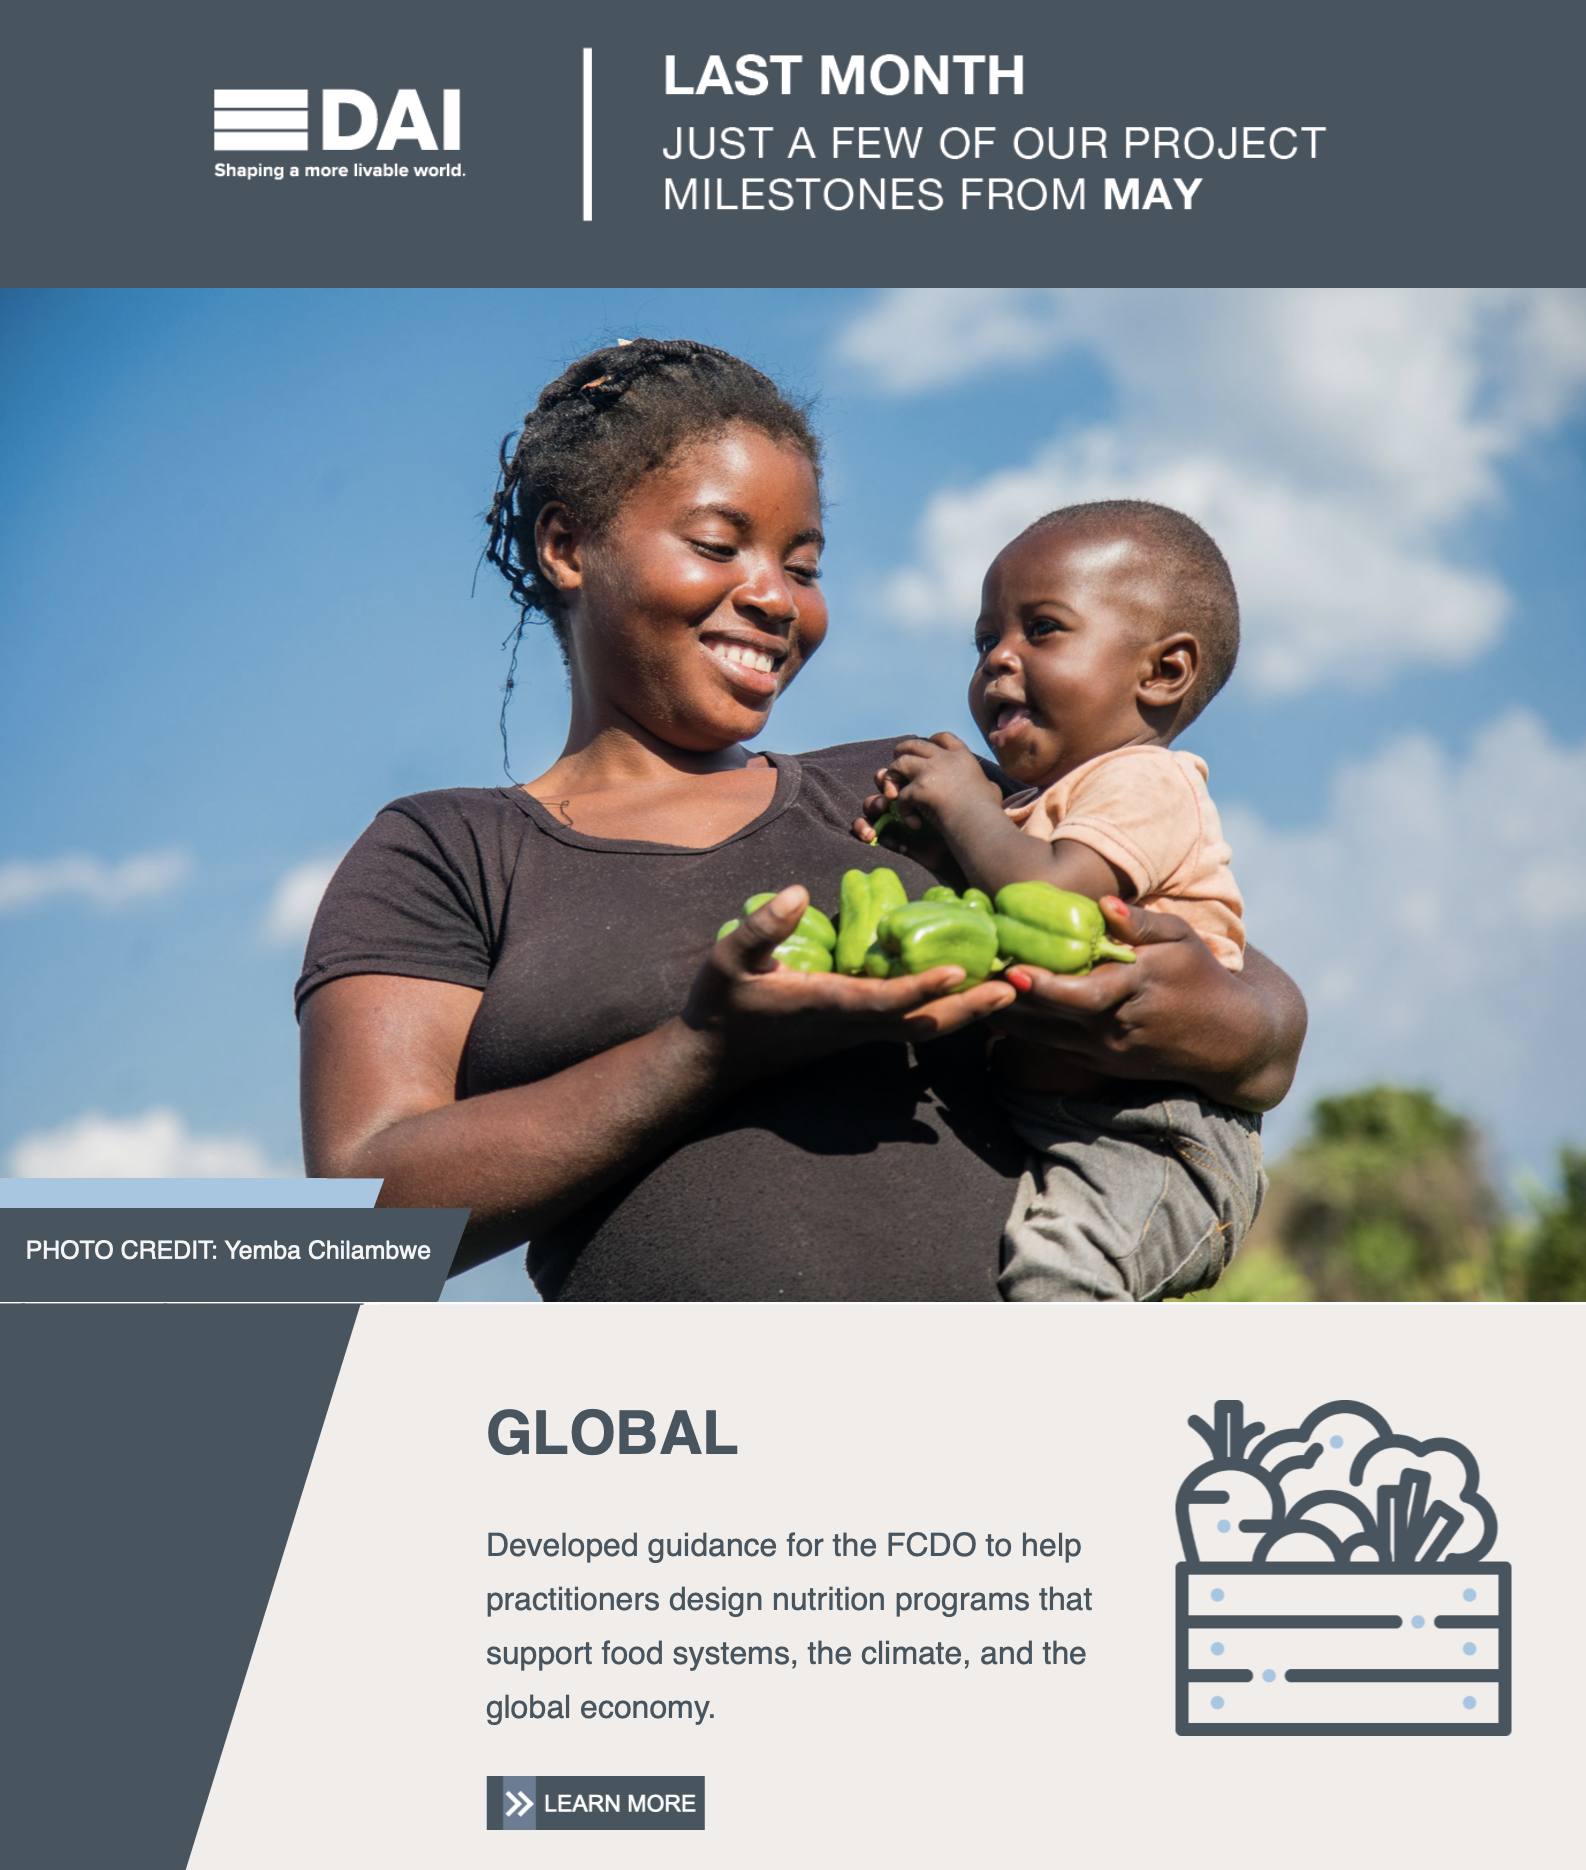 DAI
Shaping a more livable world.
LAST MONTH
JUST A FEW OF OUR PROJECT
MILESTONES FROM MAY
PHOTO CREDIT: Yemba Chilambwe
GLOBAL
Developed guidance for the FCDO to help
practitioners design nutrition programs that
support food systems, the climate, and the
global economy.
LEARN MORE